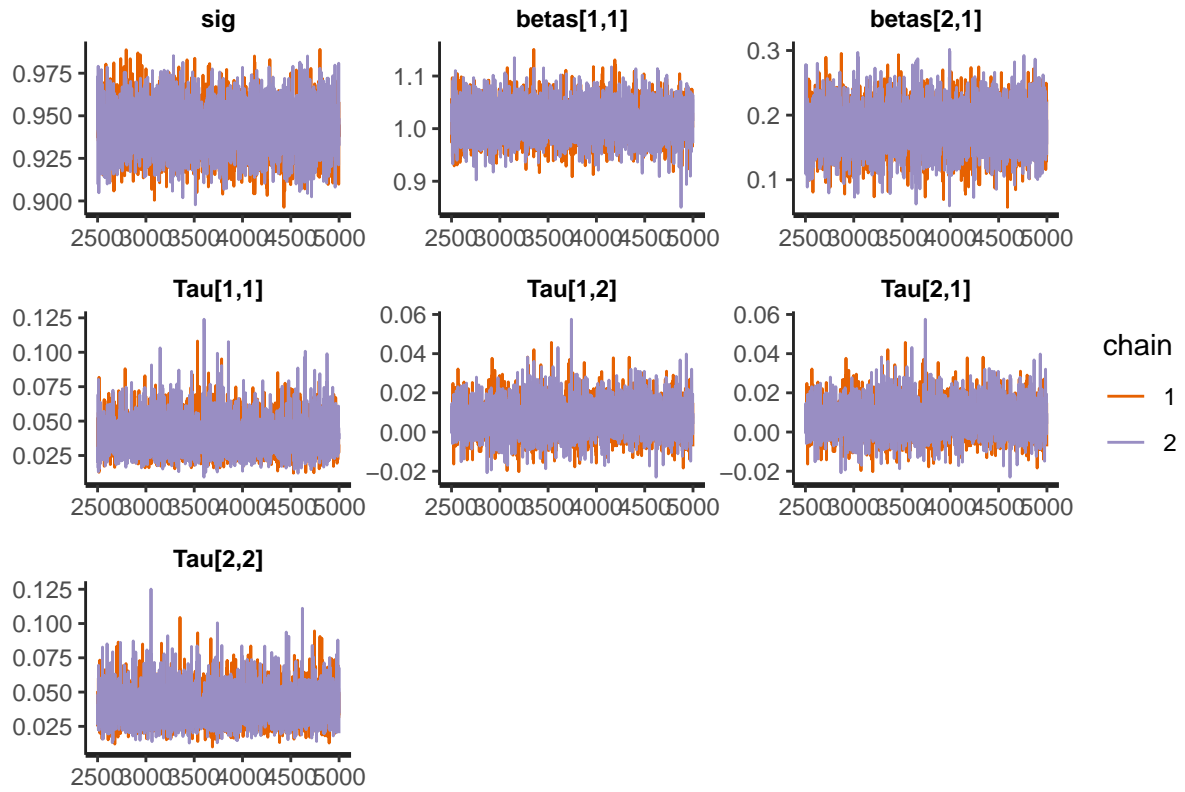 sig betas[1,1] betas[2,1]
0.975 0.950 0.925 0.900
1.1 1.0 0.9
0.3 0.2 0.1
2500 3000 3500 4000 4500 5000 2500 3000 3500 4000 4500 5000 2500 3000 3500 4000 4500 5000
Tau[1,1] Tau[1,2] Tau[2,1]
0.125 0.100 0.075 0.050 0.025
0.06 0.04 0.02 0.00 −0.02
0.06 0.04 0.02 0.00 −0.02
2500 3000 3500 4000 4500 5000 2500 3000 3500 4000 4500 5000 2500 3000 3500 4000 4500 5000
chain
1
2
Tau[2,2]
0.125
0.100
0.075
0.050
0.025
2500 3000 3500 4000 4500 5000